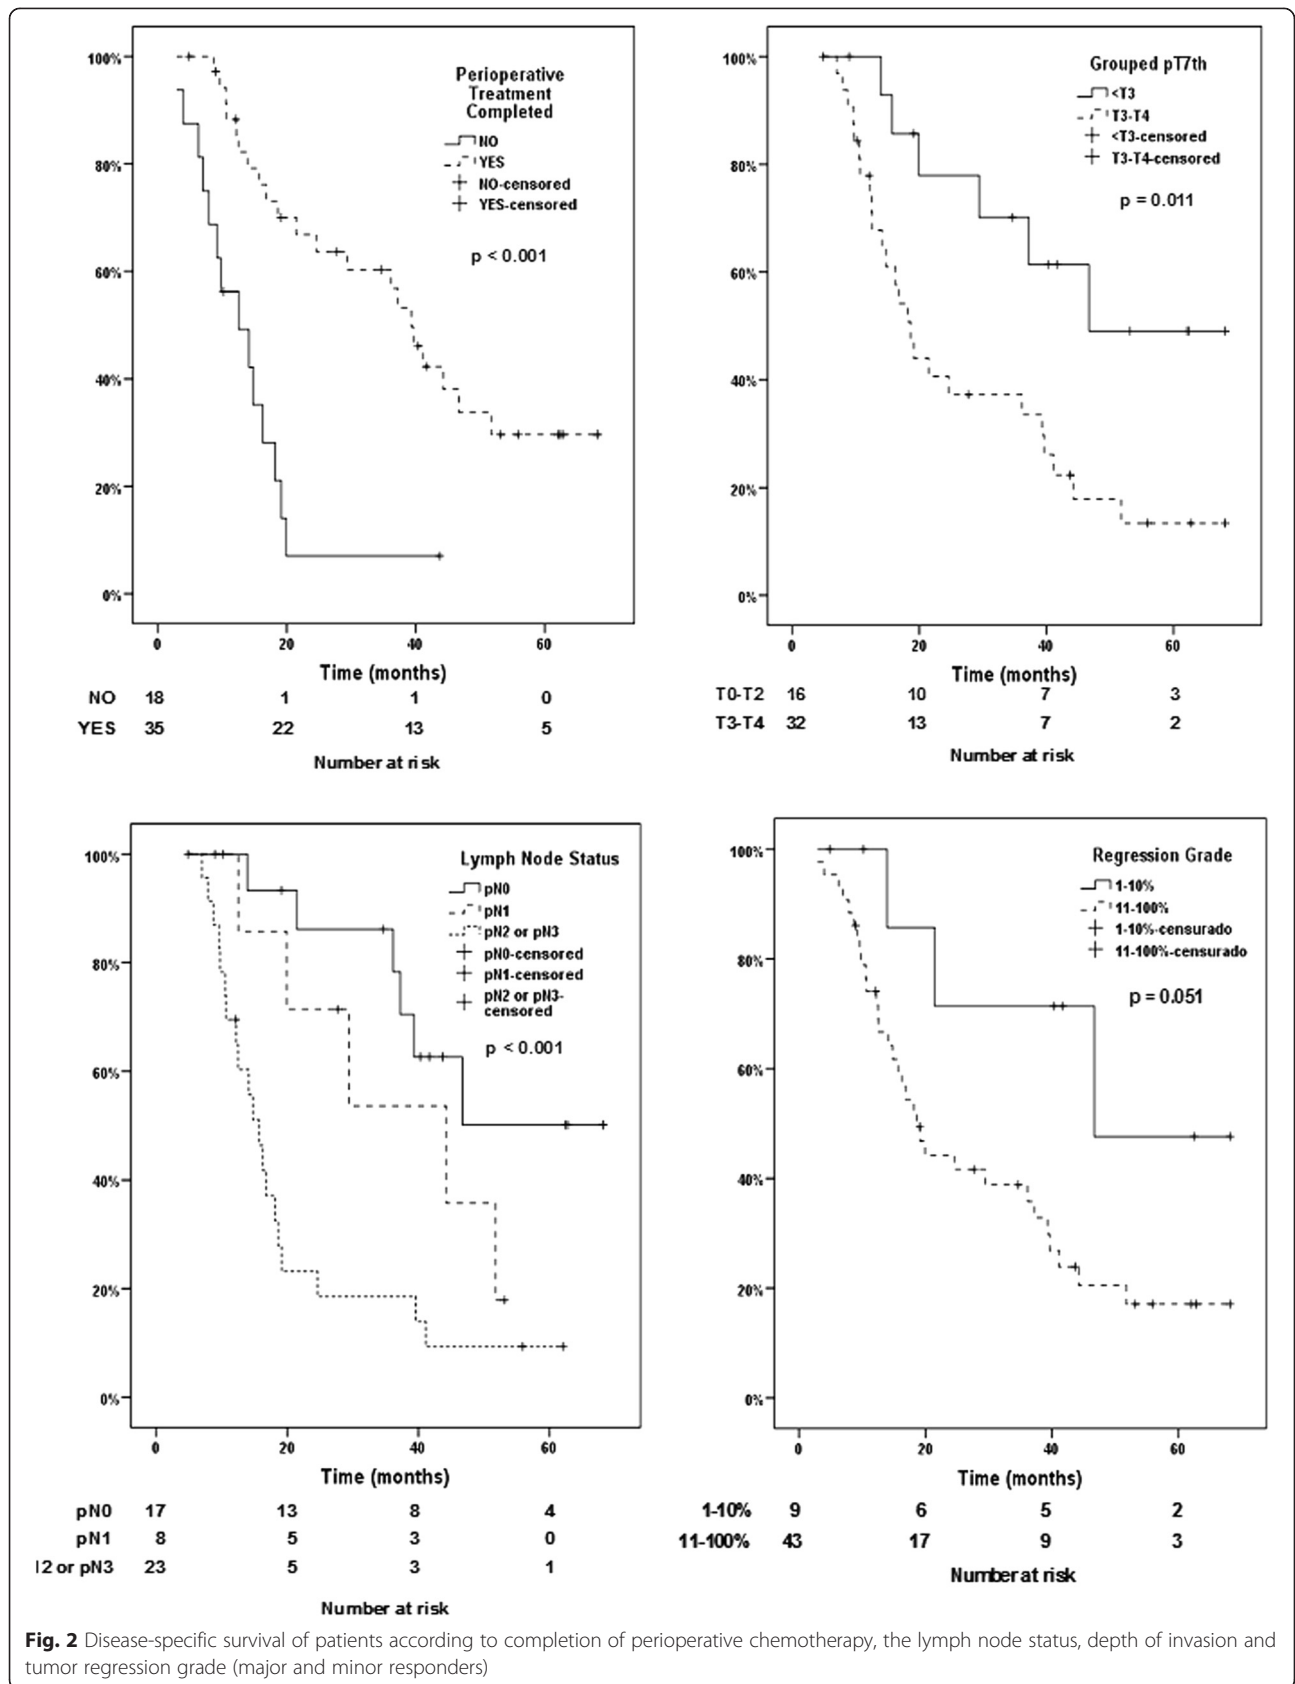 100%
80%
60%
40%
20%
0%
Perioperative
Treatment
Completed
NO
YES
NO-censored
YES-censored
p < 0.001
0 20 40 60
Time (months)
NO 18 1 1 0
YES 35 22 13 5
Number at risk
100%
80%
60%
40%
20%
0%
Grouped pT7th
<T3
T3-T4
<T3-censored
T3-T4-censored
p = 0.011
0 20 40 60
Time (months)
T0-T2 16 10 7 3
T3-T4 32 13 7 2
Number at risk
100%
80%
60%
40%
20%
0%
Lymph Node Status
pN0
pN1
pN2 or pN3
pN0-censored
pN1-censored
pN2 or pN3-
censored
p < 0.001
0 20 40 60
Time (months)
pN0 17 13 8 4
pN1 8 5 3 0
I2 or pN3 23 5 3 1
Number at risk
100%
80%
60%
40%
20%
0%
Regression Grade
1-10%
11-100%
1-10%-censurado
11-100%-censurado
p = 0.051
0 20 40 60
Time (months)
1-10% 9 6 5 2
11-100% 43 17 9 3
Number at risk
Fig. 2 Disease-specific survival of patients according to completion of perioperative chemotherapy, the lymph node status, depth of invasion and
tumor regression grade (major and minor responders)